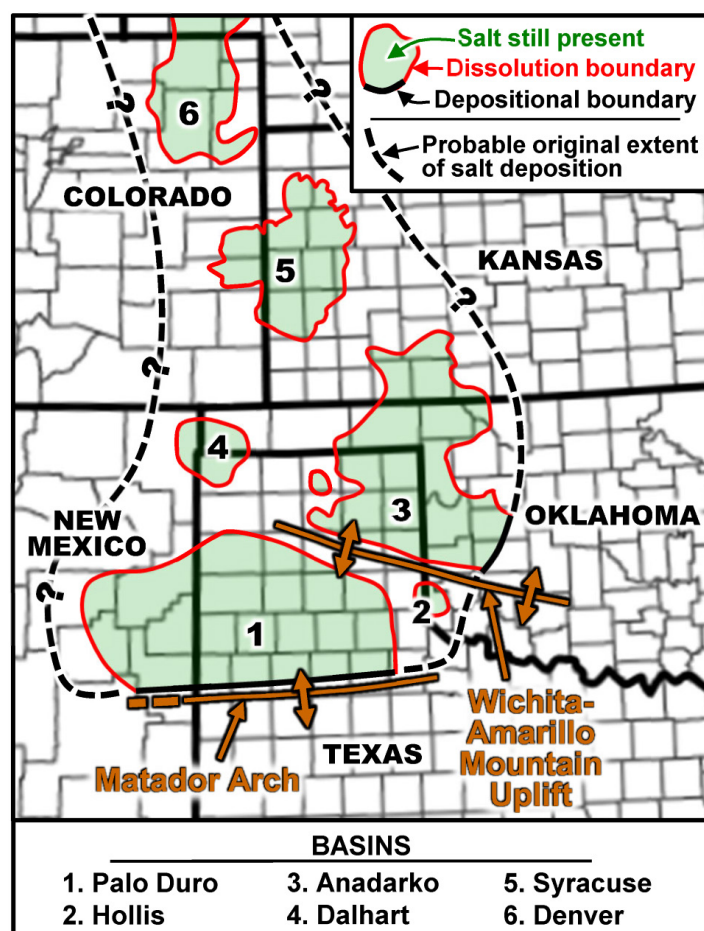 Salt still present
Dissolution boundary
Depositional boundary
Probable original extent
of salt deposition
?
?
6
?
COLORADO
5
KANSAS
?
?
4
3
NEW
MEXICO
OKLAHOMA
?
2
1
Wichita-
Amarillo
Mountain
Uplift
TEXAS
Matador Arch
BASINS
1. Palo Duro
3. Anadarko
5. Syracuse
2. Hollis
4. Dalhart
6. Denver